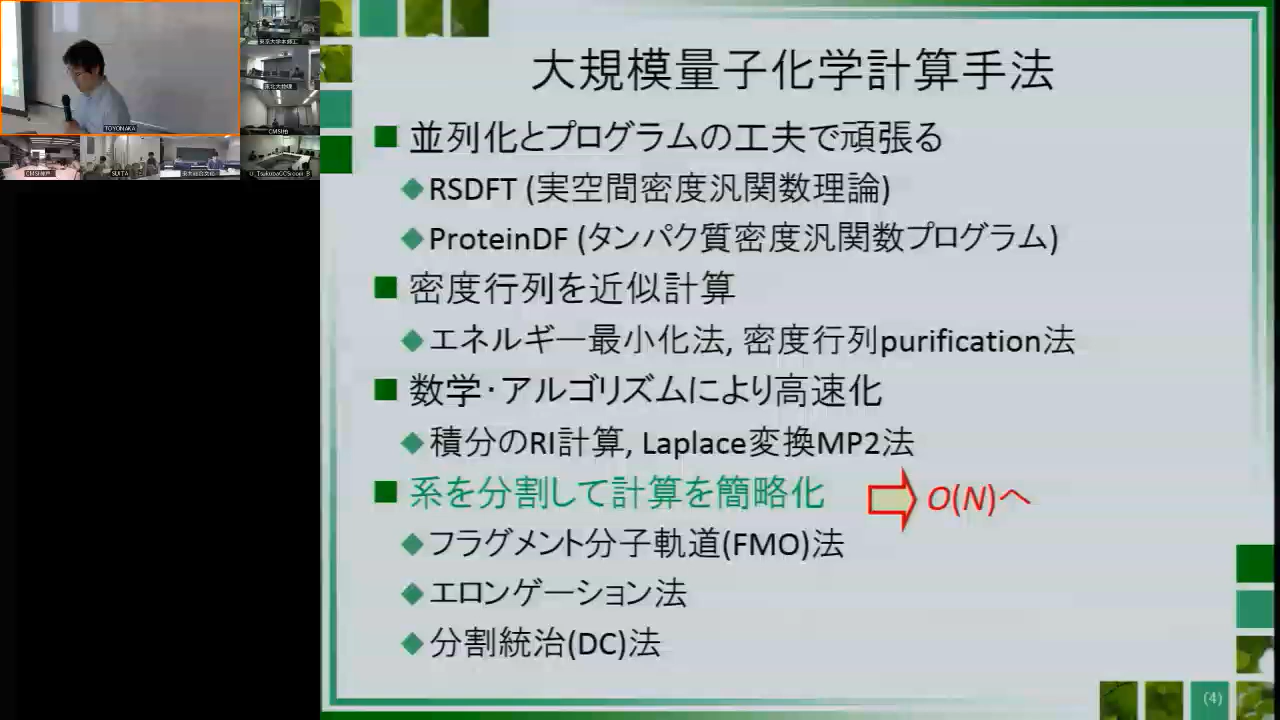 大規模量子化学計算手法
並列化とプログラムの工夫で頑張る
RSDFT (実空間密度汎関数理論)
ProteinDF (タンパク質密度汎関数プログラム)
密度行列を近似計算
エネルギー最小化法, 密度行列purification法
数学・アルゴリズムにより高速化
積分のRI計算, Laplace変換MP2法
系を分割して計算を簡略化 O(N)へ
フラグメント分子軌道(FMO)法
エロンゲーション法
分割統治(DC)法
(4)
TOYONAKA
CMSI神戸
SUITA